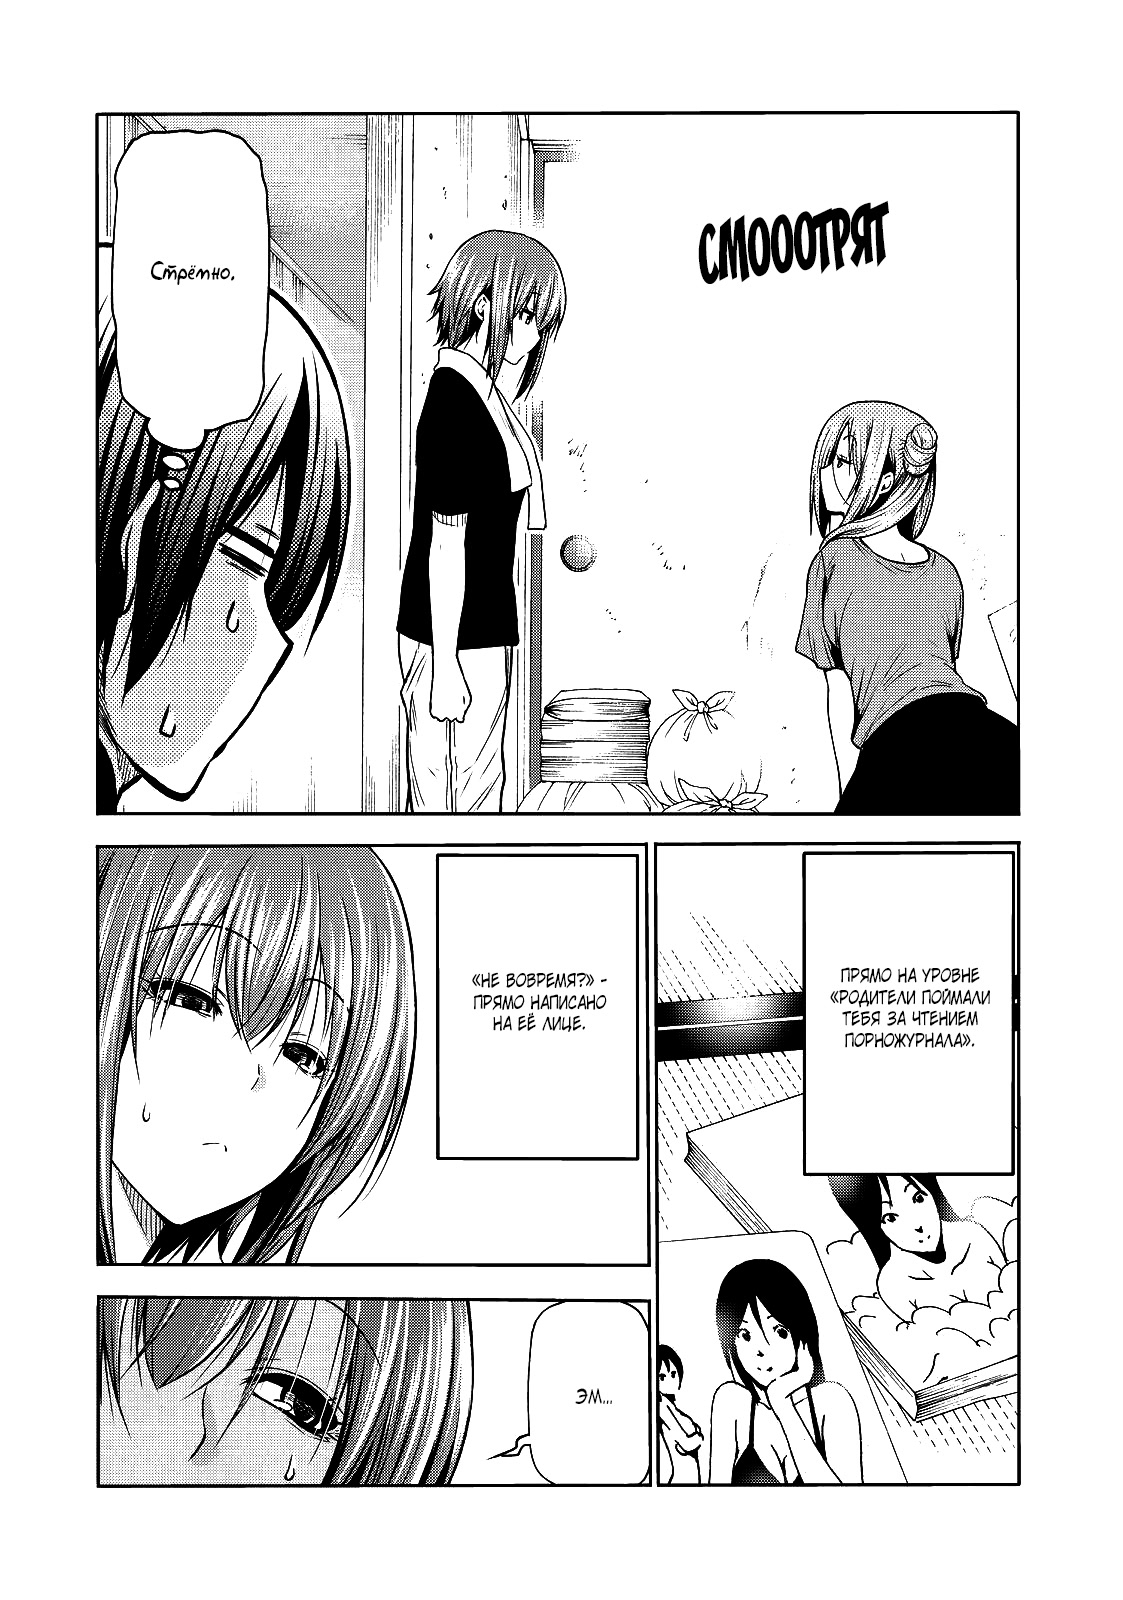 СМОООТРЯТ
Стрёмно.
ПРЯМО НА УРОВНЕ
«РОДИТЕЛИ ПОЙМАЛИ
ТЕБЯ ЗА ЧТЕНИЕМ
ПОРНОЖУРНАЛА».
«НЕ ВОВРЕМЯ?» -
ПРЯМО НАПИСАНО
НА ЕЁ ЛИЦЕ.
ЭМ...